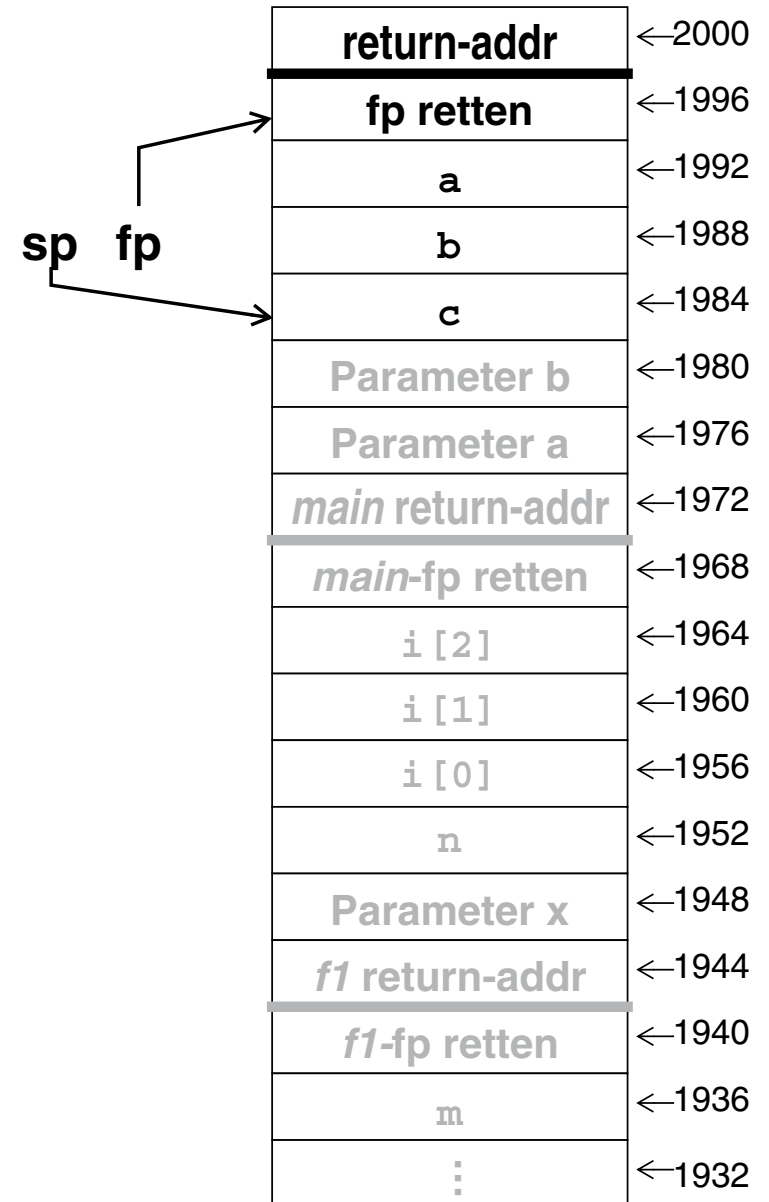 return-addr ←2000
fp retten ←1996
a ←1992
sp fp b ←1988
c ←1984
Parameter b ←1980
Parameter a ←1976
main return-addr ←1972
main-fp retten ←1968
i[2] ←1964
i[1] ←1960
i[0] ←1956
n ←1952
Parameter x ←1948
f1 return-addr ←1944
f1-fp retten ←1940
m ←1936
⋮ ←1932